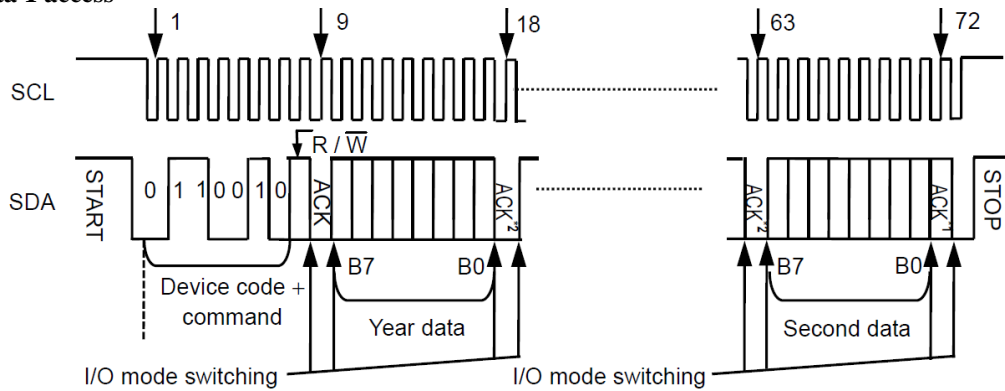 1 9 18 63 72
SCL
R / W
SDA START 0 1 1 0 0 1 0 ACK ACK*2 ACK*2 ACK*1 STOP
B7 B0 B7 B0
Device code +
command
Year data Second data
I/O mode switching I/O mode switching